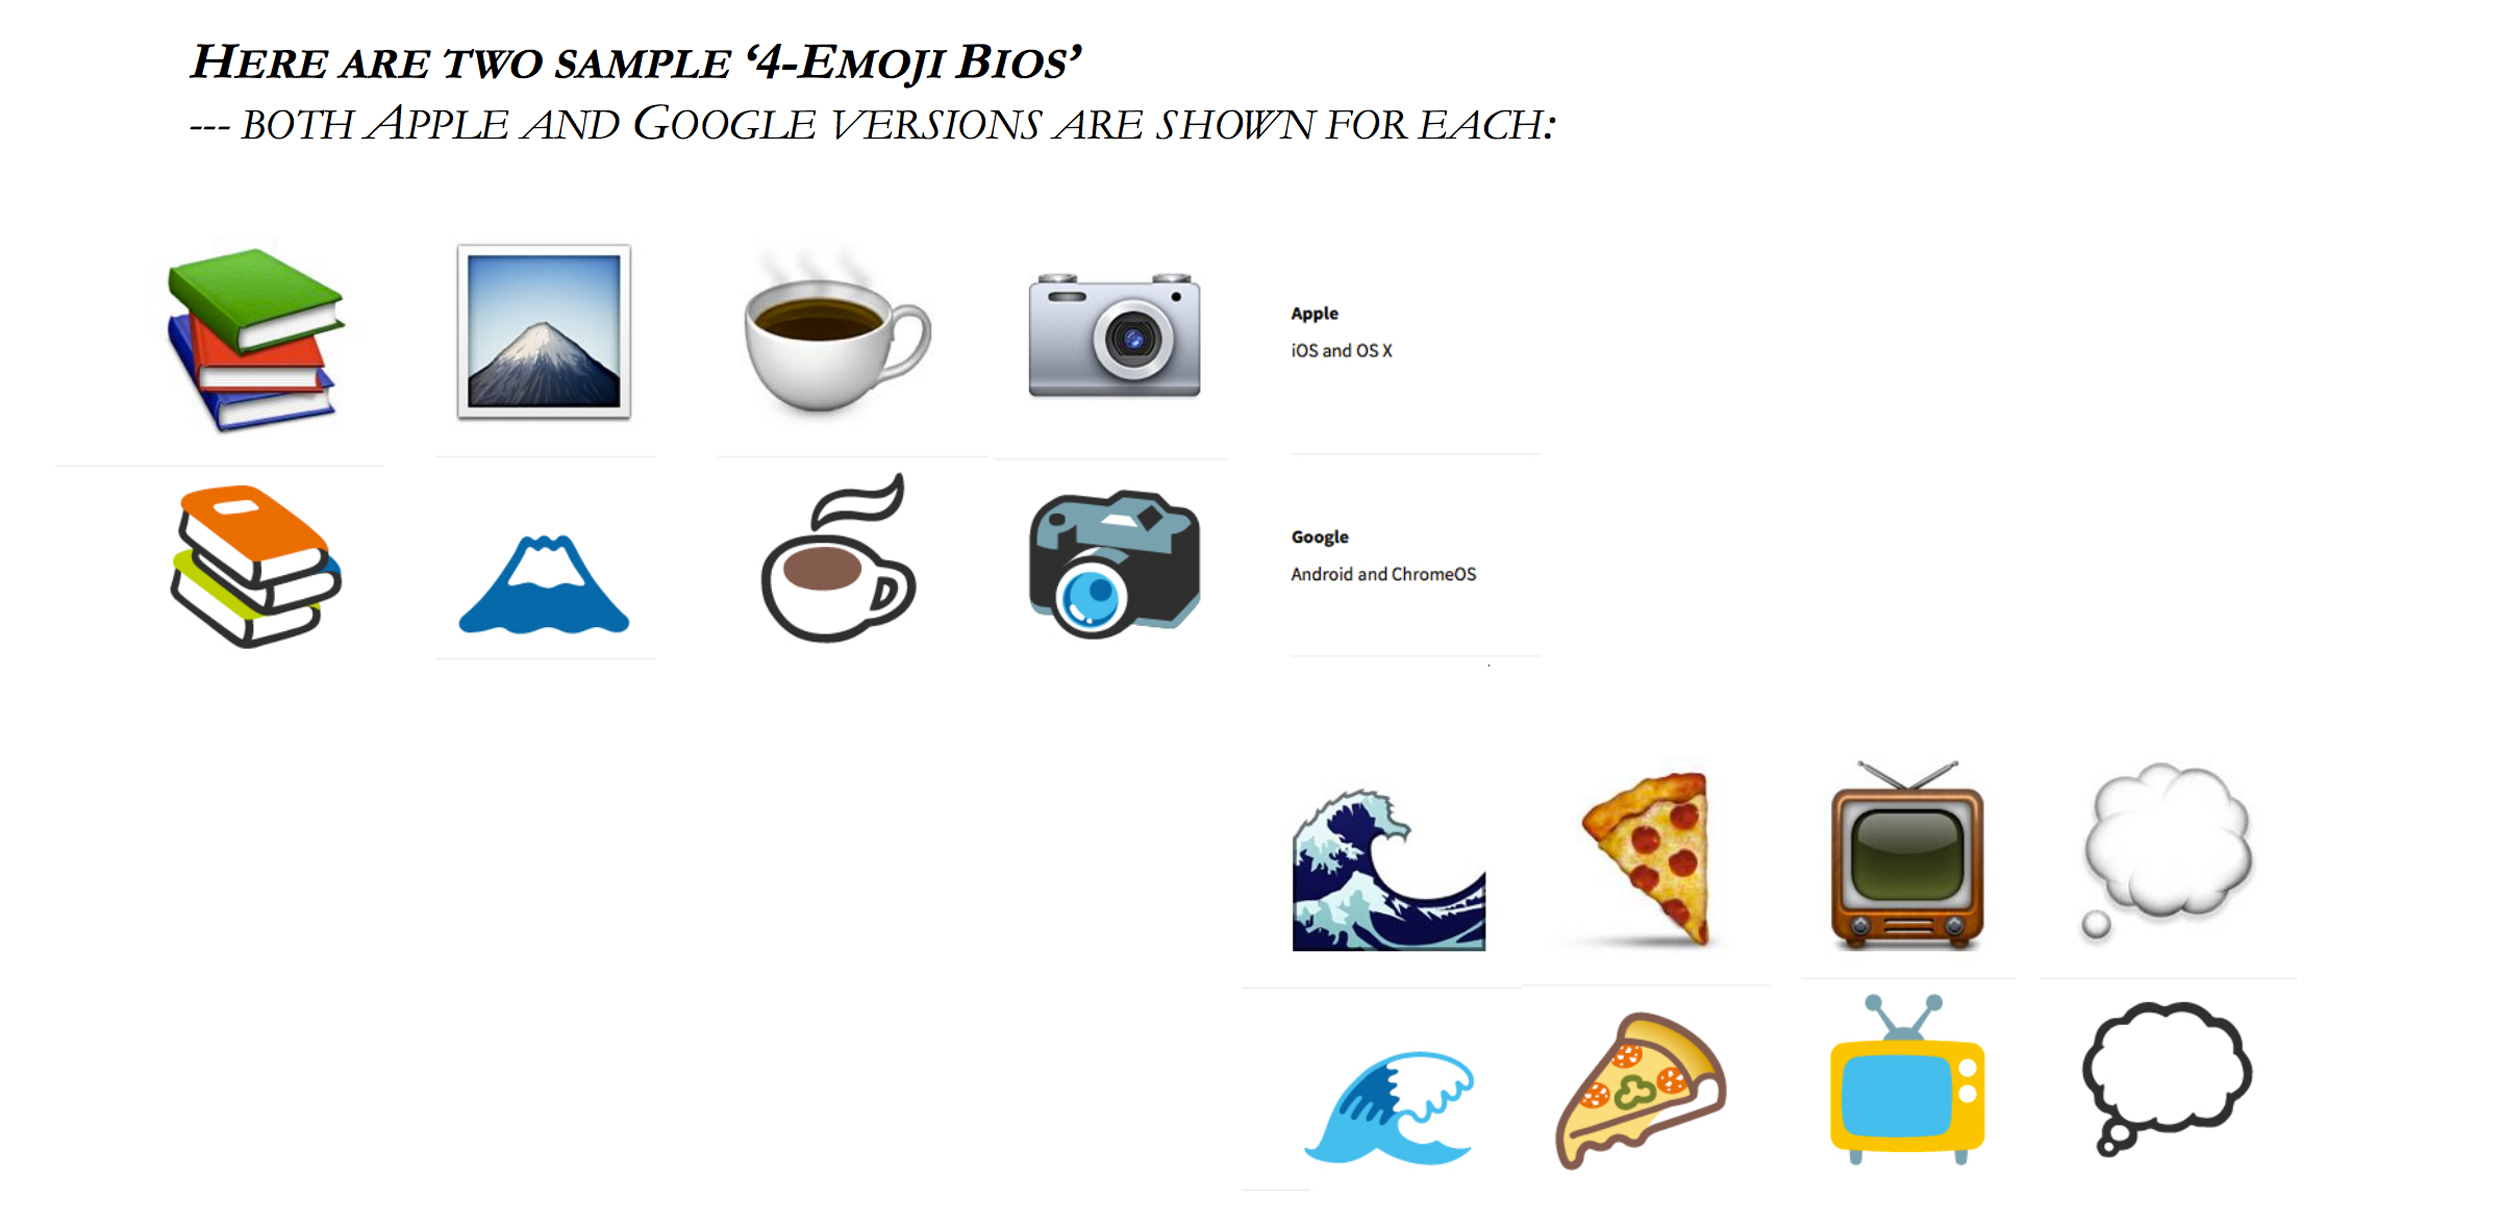 HERE ARE TWO SAMPLE ‘4-EMOJI BIOS’
--- BOTH APPLE AND GOOGLE VERSIONS ARE SHOWN FOR EACH:
Apple
iOS and OS X
Google
Android and ChromeOS